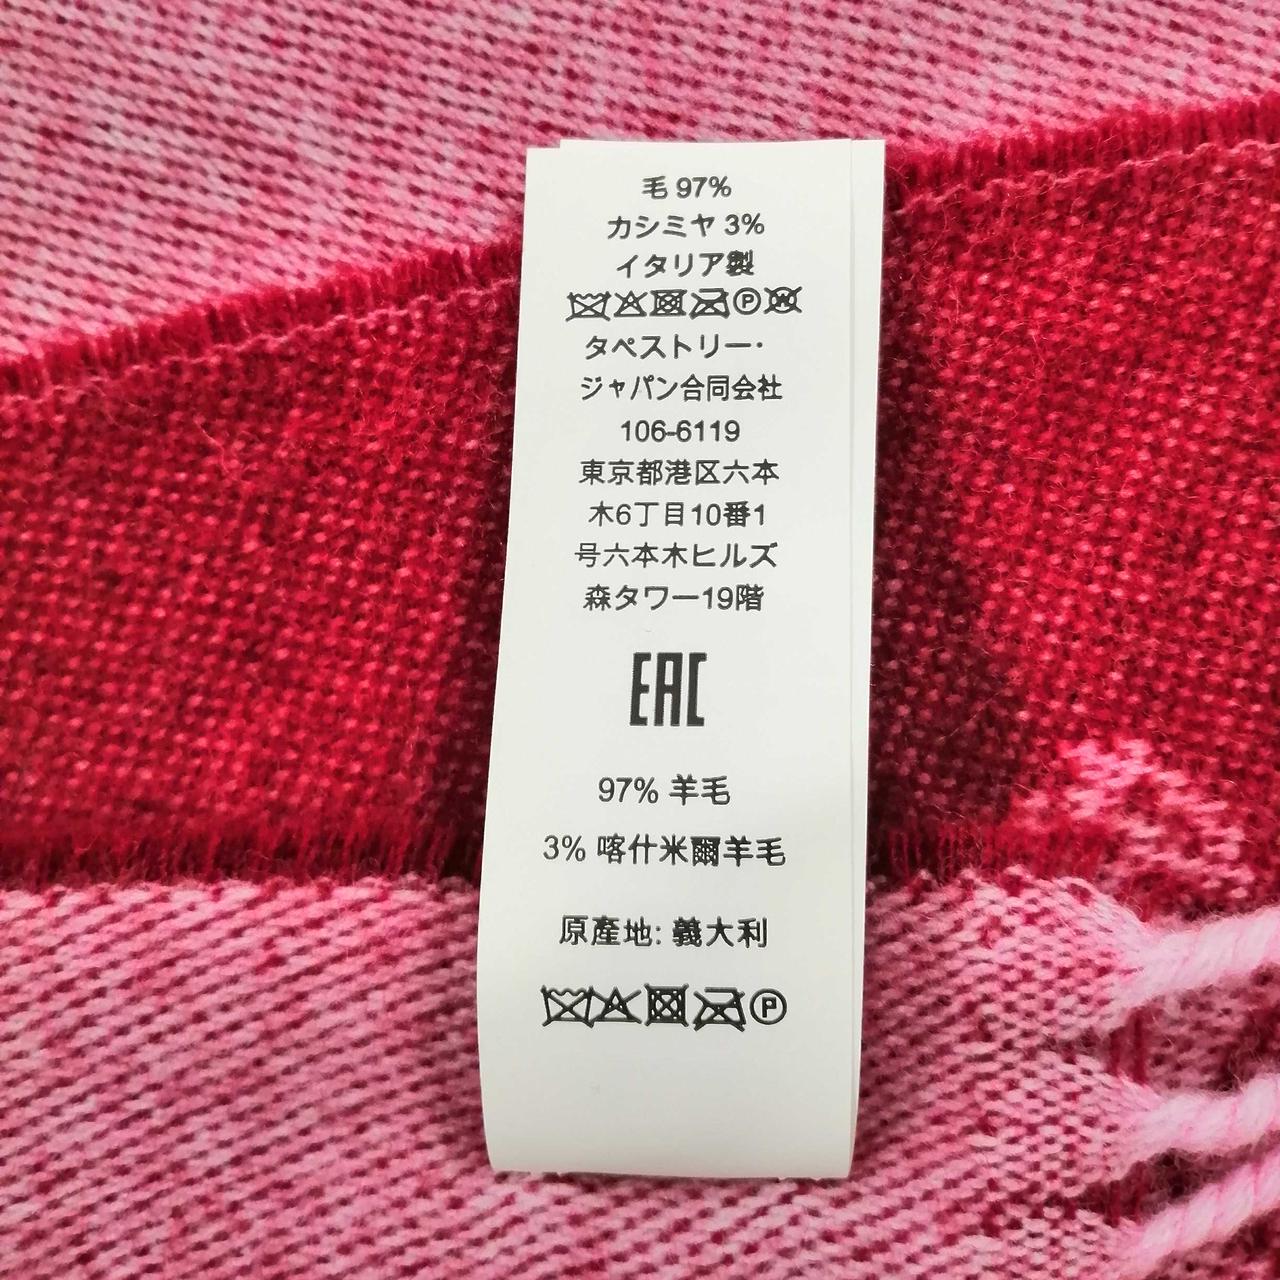 毛 97%
カシミヤ 3%
イタリア製
P W
タペストリー・
ジャパン合同会社
106-6119
東京都港区六本
木6丁目10番1
号六本木ヒルズ
森タワー19階
EAC
97% 羊毛
3% 喀什米爾羊毛
原產地: 義大利
P